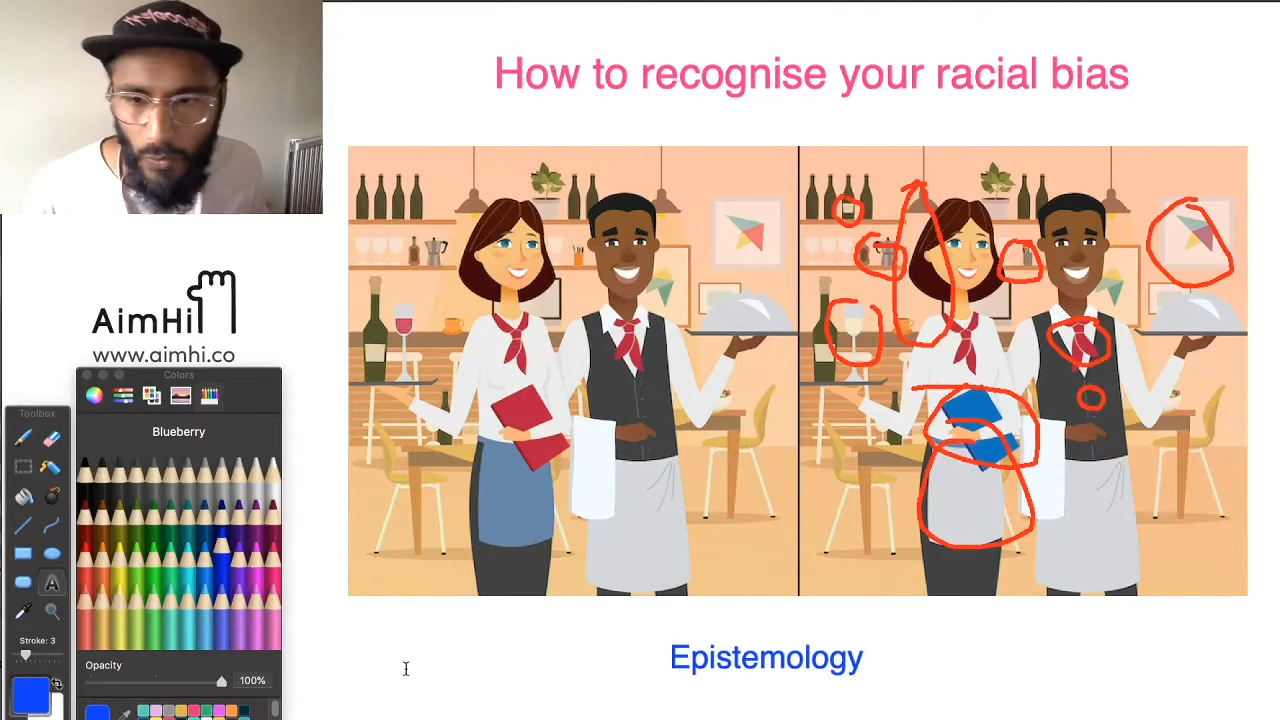 How to recognise your racial bias
AimHi
www.aimhi.co
Colors
Toolbox
Blueberry
Stroke: 3
Opacity
100%
A
Epistemology